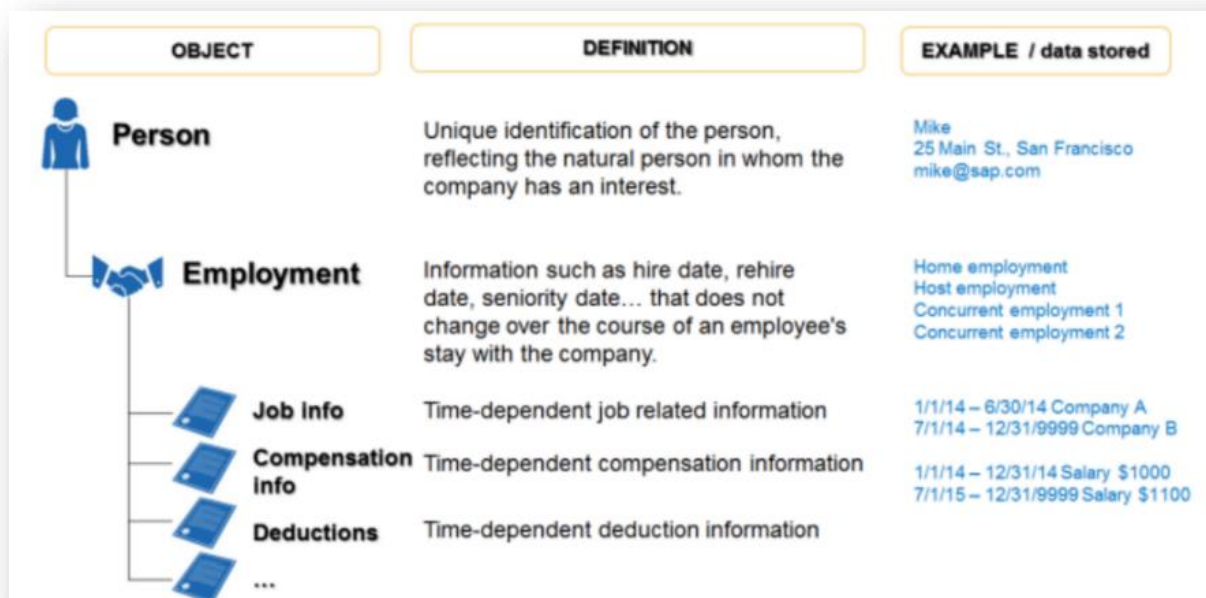 OBJECT
DEFINITION
EXAMPLE / data stored
Person
Unique identification of the person,
reflecting the natural person in whom the
company has an interest.
Mike
25 Main St., San Francisco
mike@sap.com
Employment
Information such as hire date, rehire
date, seniority date... that does not
change over the course of an employee's
stay with the company.
Home employment
Host employment
Concurrent employment 1
Concurrent employment 2
Job info
Time-dependent job related information
1/1/14 – 6/30/14 Company A
7/1/14 – 12/31/9999 Company B
Compensation
info
Time-dependent compensation information
1/1/14 – 12/31/14 Salary $1000
7/1/15 – 12/31/9999 Salary $1100
Deductions
Time-dependent deduction information
...